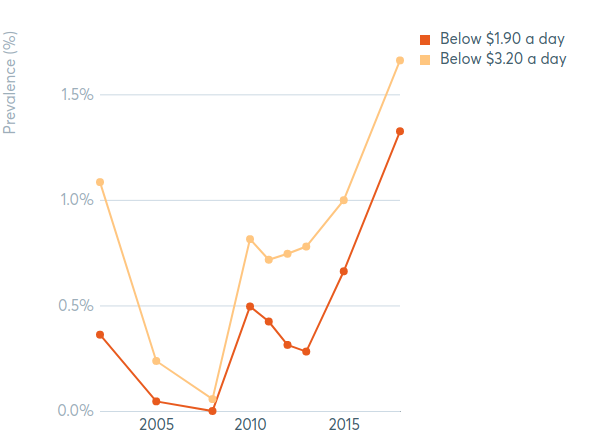 Prevalence (%)
Below $1.90 a day
Below $3.20 a day
1.5%
1.0%
0.5%
0.0%
2005 2010 2015